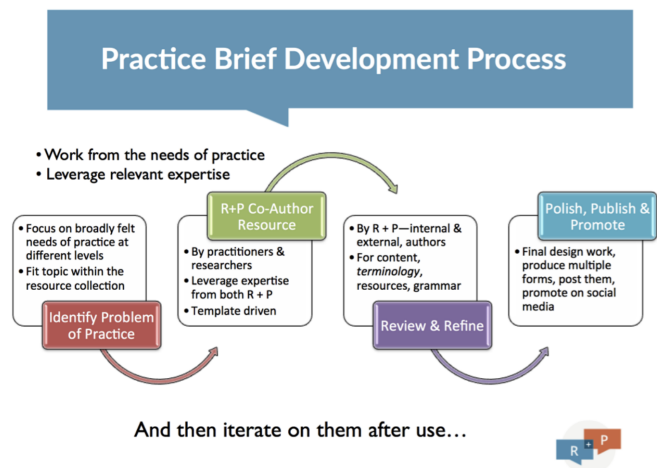 Practice Brief Development Process
• Work from the needs of practice
• Leverage relevant expertise
• Focus on broadly felt
needs of practice at
different levels
• Fit topic within the
resource collection
Identify Problem
of Practice
R+P Co-Author
Resource
• By practitioners &
researchers
• Leverage expertise
from both R + P
• Template driven
• By R + P—internal &
external, authors
• For content,
terminology,
resources, grammar
Review & Refine
Polish, Publish &
Promote
• Final design work,
produce multiple
forms, post them,
promote on social
media
And then iterate on them after use…
R + P